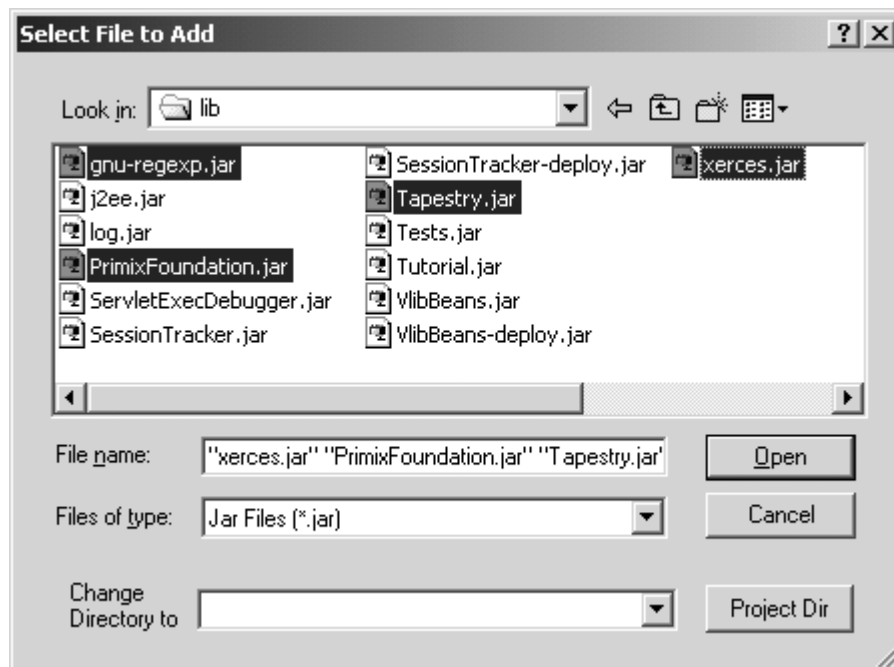 Select File to Add
Look in: lib
gnu-regexp.jar SessionTracker-deploy.jar xerces.jar
j2ee.jar Tapestry.jar
log.jar Tests.jar
PrimixFoundation.jar Tutorial.jar
ServletExecDebugger.jar VlibBeans.jar
SessionTracker.jar VlibBeans-deploy.jar
File name: "xerces.jar" "PrimixFoundation.jar" "Tapestry.jar" Open
Files of type: Jar Files (*.jar) Cancel
Change
Directory to Project Dir